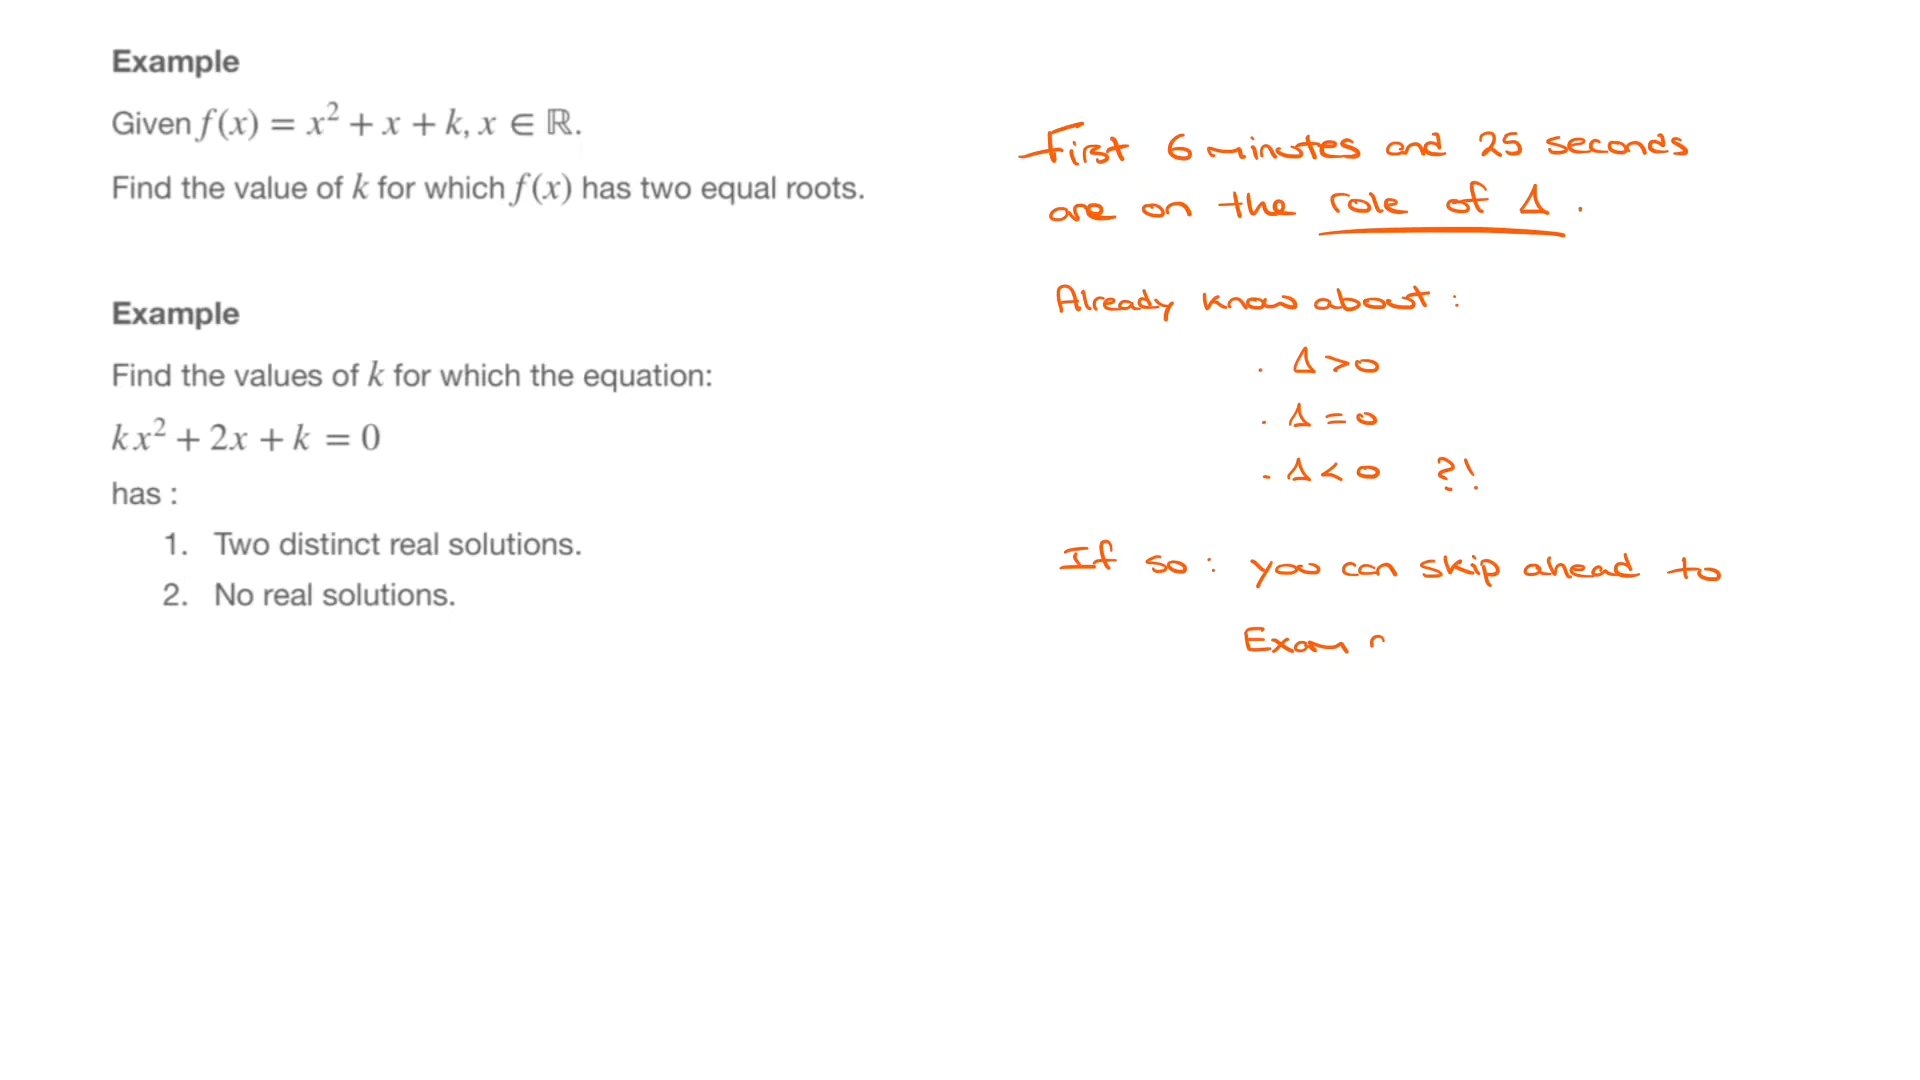 Example
Given f(x) = x² + x + k, x ∈ ℝ.
Find the value of k for which f(x) has two equal roots.
Example
Find the values of k for which the equation:
kx² + 2x + k = 0
has :
1. Two distinct real solutions.
2. No real solutions.
First 6 minutes and 25 seconds
are on the role of Δ .
Already know about :
. Δ > 0
. Δ = 0
. Δ < 0 ?!
If so : you can skip ahead to
Exam